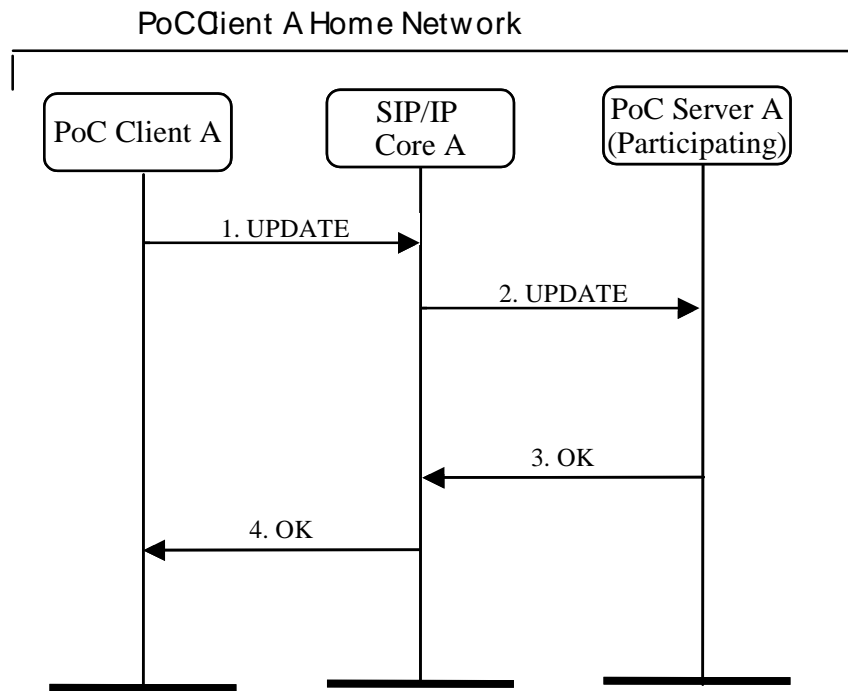 PoCClient A Home Network
PoC Client A
SIP/IP
Core A
PoC Server A
(Participating)
1. UPDATE
2. UPDATE
3. OK
4. OK